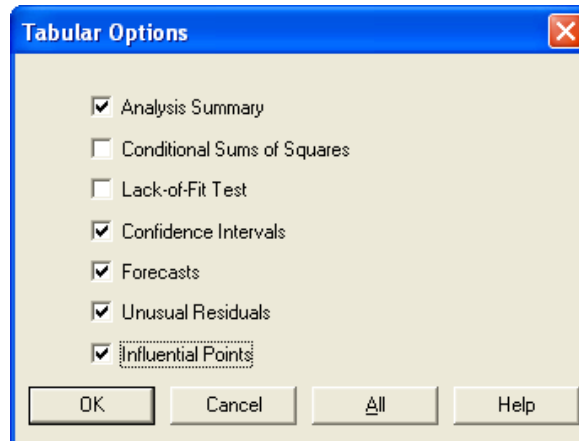 Tabular Options
Analysis Summary
Conditional Sums of Squares
Lack-of-Fit Test
Confidence Intervals
Forecasts
Unusual Residuals
Influential Points
OK Cancel All Help